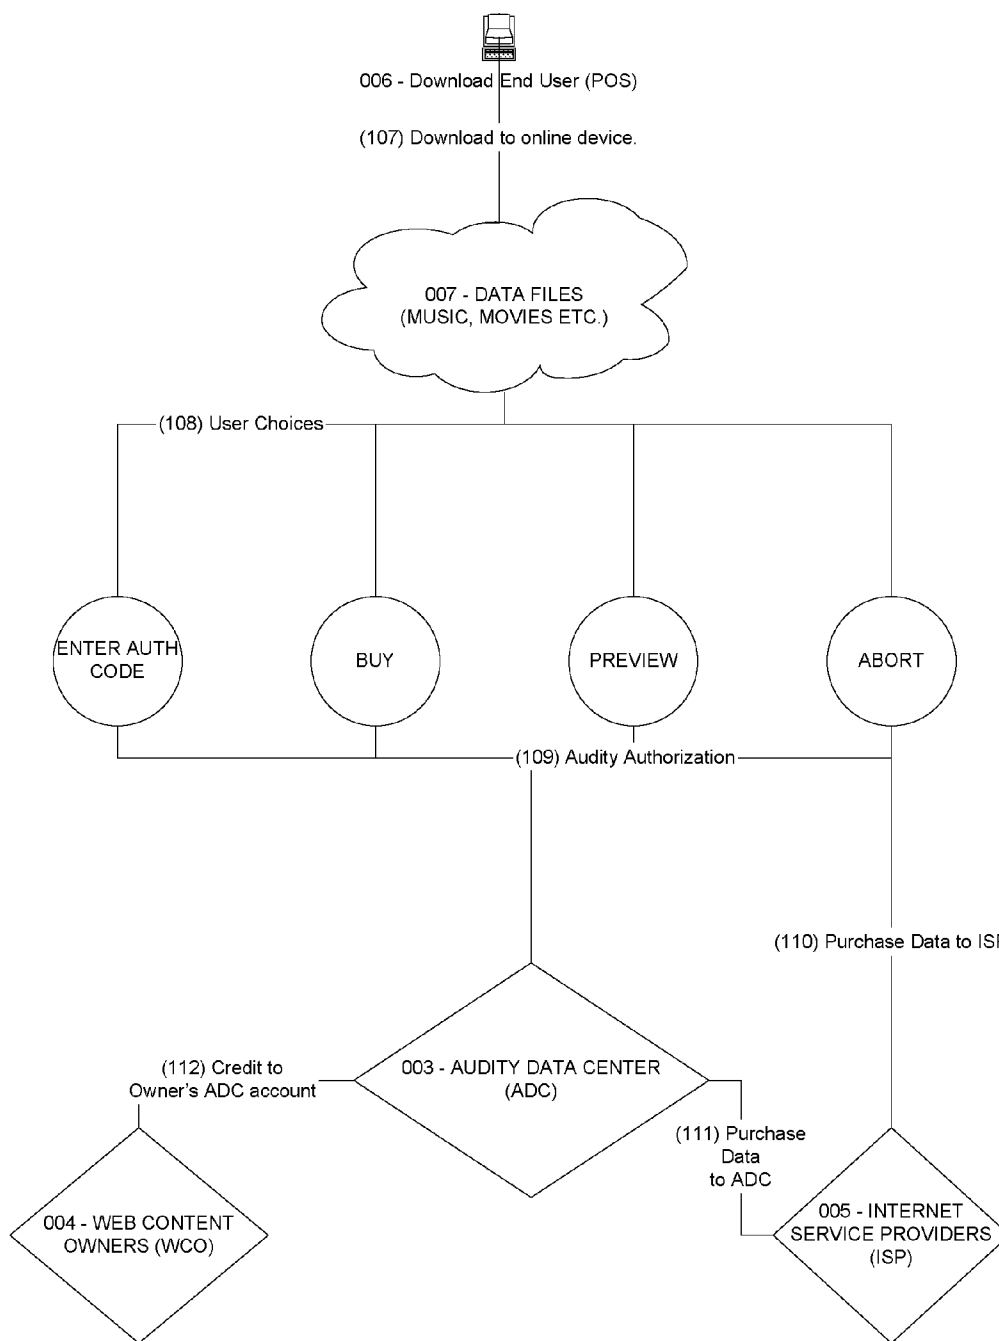 006 - Download End User (POS)
(107) Download to online device.
007 - DATA FILES
(MUSIC, MOVIES ETC.)
(108) User Choices
ENTER AUTH
CODE
BUY
PREVIEW
ABORT
(109) Audity Authorization
(110) Purchase Data to ISP
003 - AUDITY DATA CENTER
(ADC)
(112) Credit to
Owner's ADC account
(111) Purchase
Data
to ADC
004 - WEB CONTENT
OWNERS (WCO)
005 - INTERNET
SERVICE PROVIDERS
(ISP)